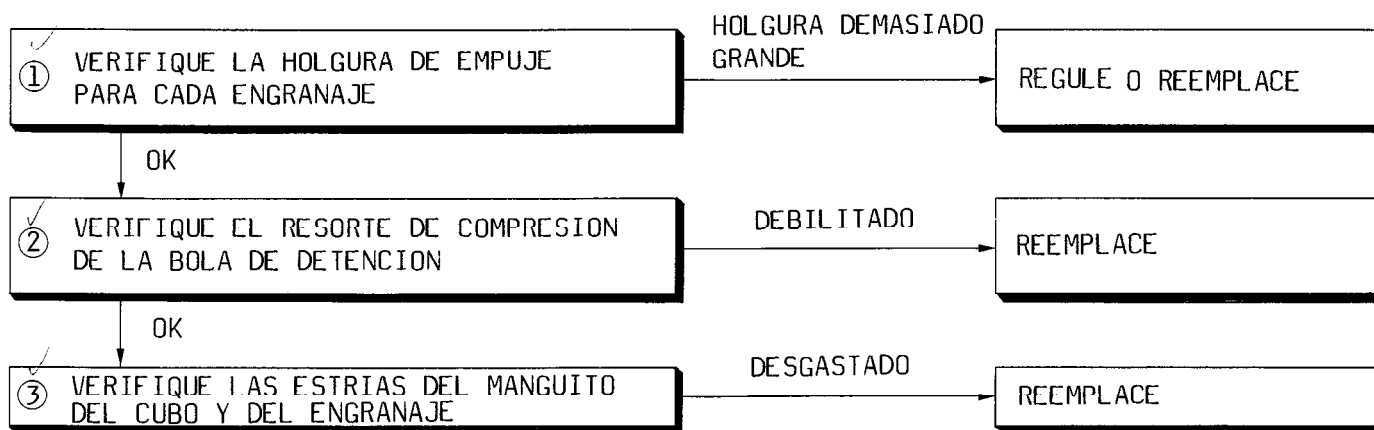 ① VERIFIQUE LA HOLGURA DE EMPUJE
PARA CADA ENGRANAJE
HOLGURA DEMASIADO
GRANDE
REGULE O REEMPLACE
OK
② VERIFIQUE EL RESORTE DE COMPRESION
DE LA BOLA DE DETENCION
DEBILITADO
REEMPLACE
OK
③ VERIFIQUE LAS ESTRIAS DEL MANGUITO
DEL CUBO Y DEL ENGRANAJE
DESGASTADO
REEMPLACE